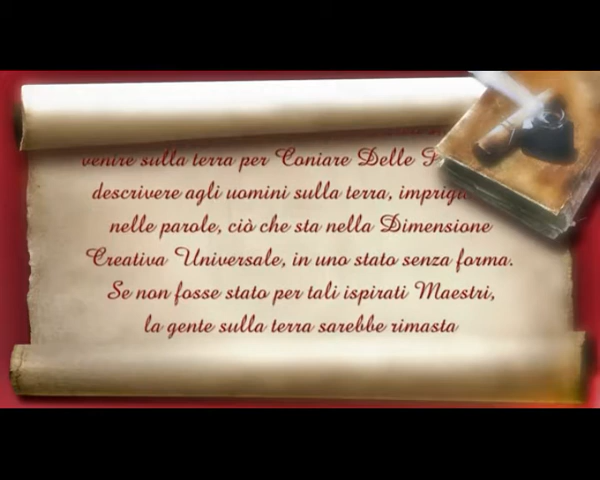 venire sulla terra per Coniare Delle
descrivere agli uomini sulla terra,
nelle parole, ciò che sta nella Dimensione
Creativa Universale, in uno stato senza forma.
Se non fosse stato per tali ispirati Maestri,
la gente sulla terra sarebbe rimasta